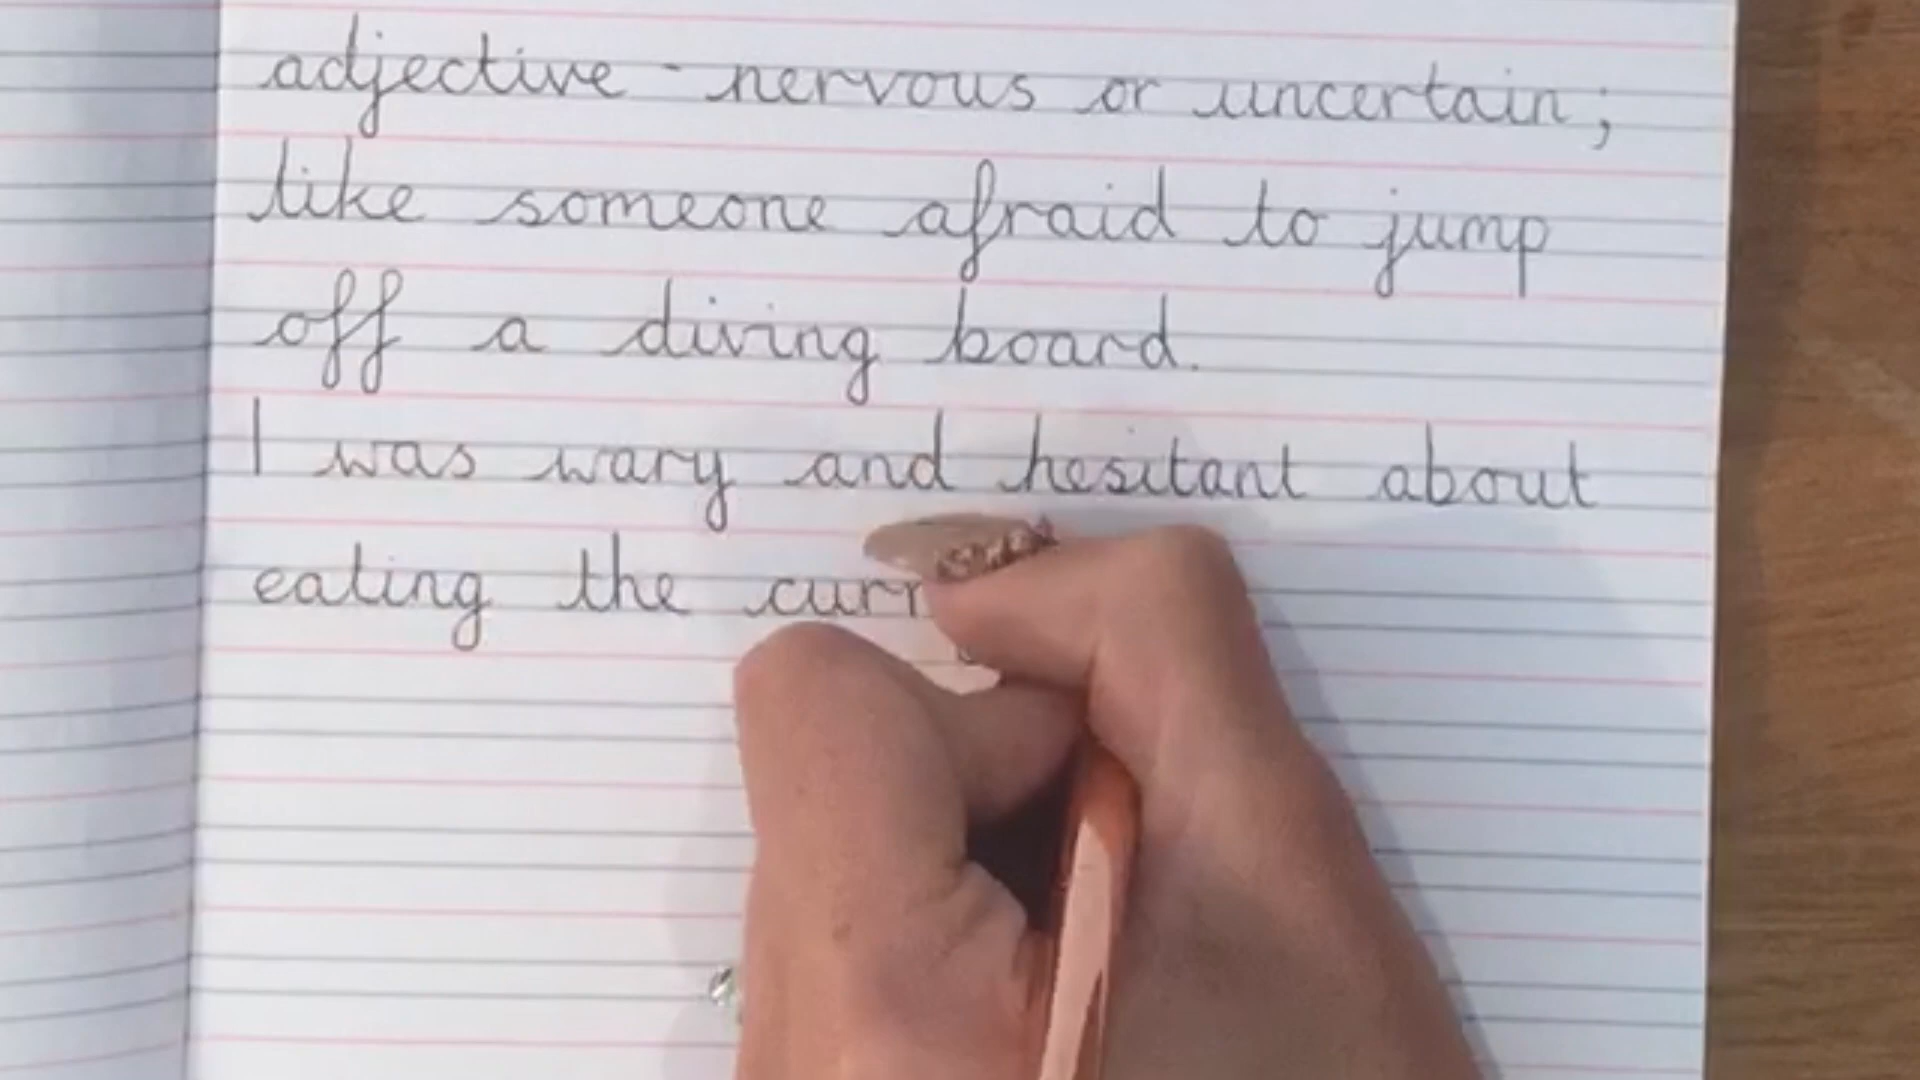 adjective - nervous or uncertain;
like someone afraid to jump
off a diving board.
I was wary and hesitant about
eating the curr